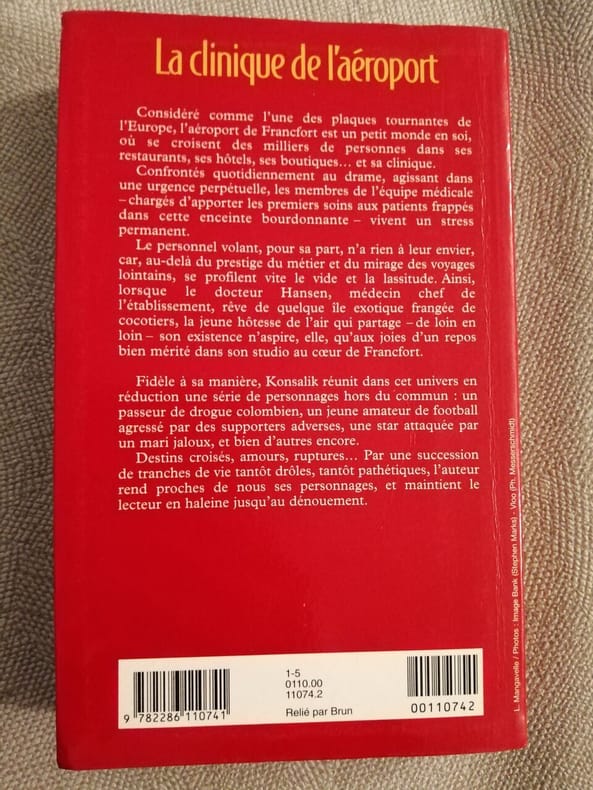 La clinique de l'aéroport
Considéré comme l'une des plaques tournantes de
l'Europe, l'aéroport de Francfort est un petit monde en soi,
où se croisent des milliers de personnes dans ses
restaurants, ses hôtels, ses boutiques... et sa clinique.
Confrontés quotidiennement au drame, agissant dans
une urgence perpétuelle, les membres de l'équipe médicale
– chargés d'apporter les premiers soins aux patients frappés
dans cette enceinte bourdonnante – vivent un stress
permanent.
Le personnel volant, pour sa part, n'a rien à leur envier,
car, au-delà du prestige du métier et du mirage des voyages
lointains, se profilent vite le vide et la lassitude. Ainsi,
lorsque le docteur Hansen, médecin chef de
l'établissement, rêve de quelque île exotique frangée de
cocotiers, la jeune hôtesse de l'air qui partage – de loin en
loin – son existence n'aspire, elle, qu'aux joies d'un repos
bien mérité dans son studio au cœur de Francfort.
Fidèle à sa manière, Konsalik réunit dans cet univers en
réduction une série de personnages hors du commun : un
passeur de drogue colombien, un jeune amateur de football
agressé par des supporters adverses, une star attaquée par
un mari jaloux, et bien d'autres encore.
Destins croisés, amours, ruptures... Par une succession
de tranches de vie tantôt drôles, tantôt pathétiques, l'auteur
rend proches de nous ses personnages, et maintient le
lecteur en haleine jusqu'au dénouement.
L. Mangavelle / Photos : Image Bank (Stephen Marks) - Vloo (Ph. Messerschmidt)
9 782286 110741
1-5
0110.00
11074.2
Relié par Brun
00110742